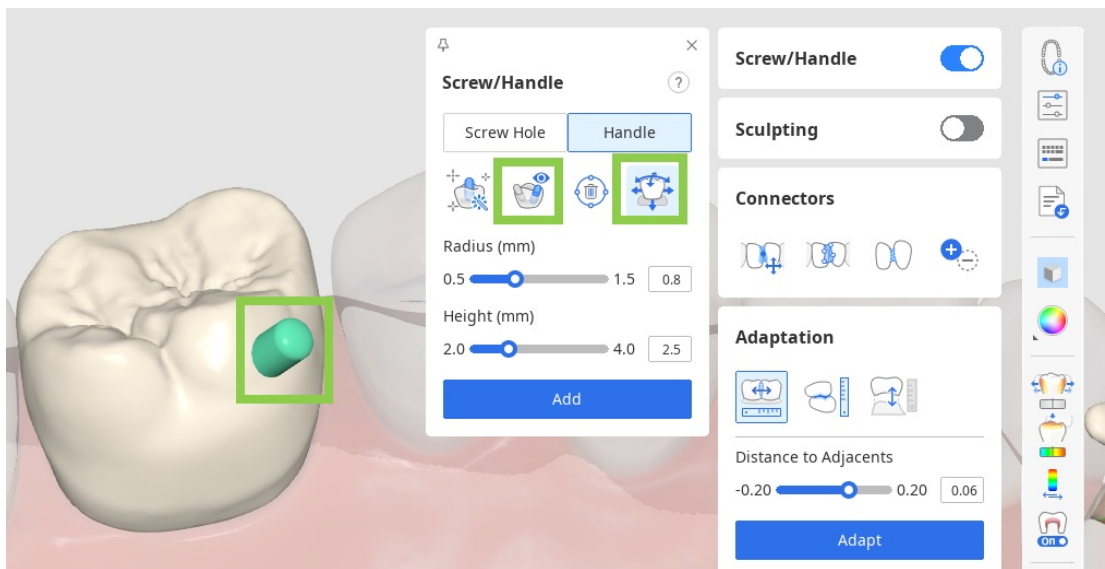 Screw/Handle
?
Screw Hole
Handle
Radius (mm)
0.5 1.5 0.8
Height (mm)
2.0 4.0 2.5
Add
Screw/Handle
Sculpting
Connectors
Adaptation
Distance to Adjacents
-0.20 0.20 0.06
Adapt
On